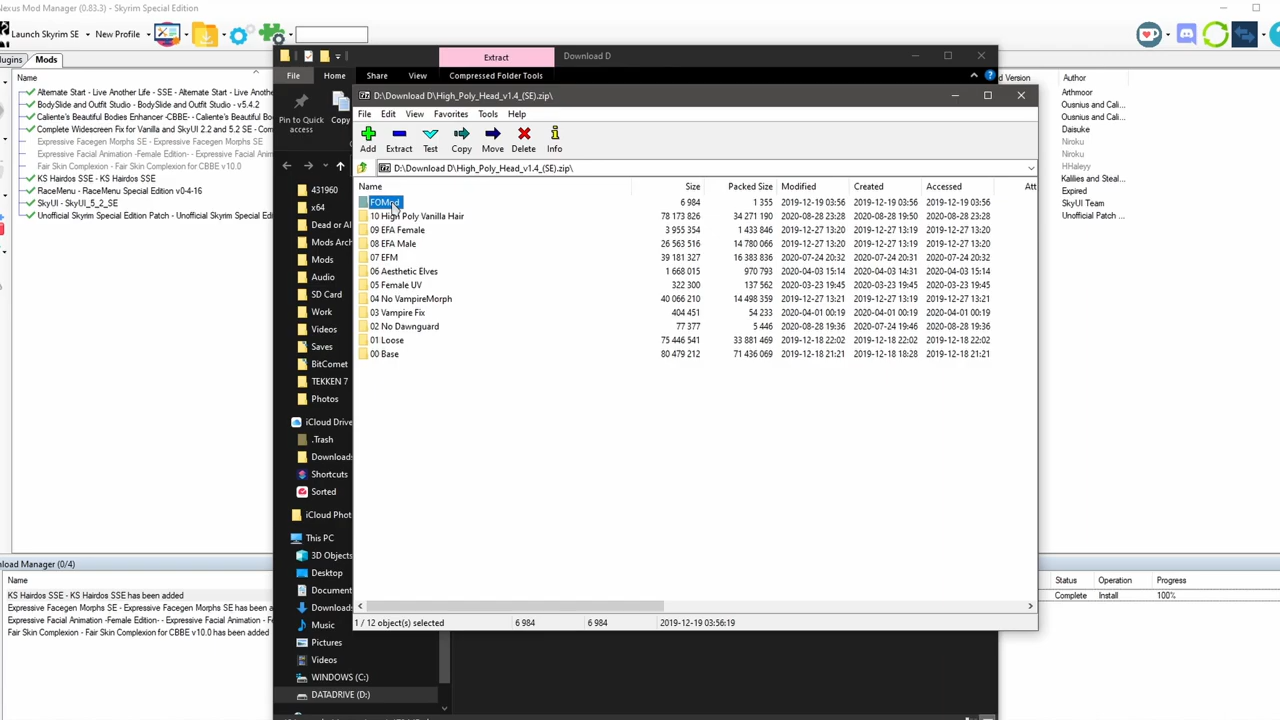 Nexus Mod Manager (0.83.3) - Skyrim Special Edition
Launch Skyrim SE
New Profile
Plugins
Mods
Name
Alternate Start - Live Another Life - SSE - Alternate Start - Live Anothe
BodySlide and Outfit Studio - BodySlide and Outfit Studio - v5.4.2
Caliente's Beautiful Bodies Enhancer -CBBE- - Caliente's Beautiful Bodi
Complete Widescreen Fix for Vanilla and SkyUI 2.2 and 5.2 SE - Com
Expressive Facegen Morphs SE - Expressive Facegen Morphs SE
Expressive Facial Animation -Female Edition- - Expressive Facial Anim
Fair Skin Complexion - Fair Skin Complexion for CBBE v10.0
KS Hairdos SSE - KS Hairdos SSE
RaceMenu - RaceMenu Special Edition v0-4-16
SkyUI - SkyUI_5_2_SE
Unofficial Skyrim Special Edition Patch - Unofficial Skyrim Special Edition
Version
Author
Arthmoor
Ousnius and Cali...
Ousnius and Cali...
Daisuke
Niroku
Niroku
HHaleyy
Kalilies and Steal...
Expired
SkyUI Team
Unofficial Patch ...
Extract
Download D
File
Home
Share
View
Compressed Folder Tools
Pin to Quick access
Copy
431960
x64
Dead or Al
Mods Arch
Mods
Audio
SD Card
Work
Videos
Saves
BitComet
TEKKEN 7
Photos
iCloud Drive
.Trash
Downloads
Shortcuts
Sorted
iCloud Phot
This PC
3D Objects
Desktop
Document
Downloads
Music
Pictures
Videos
WINDOWS (C:)
DATADRIVE (D:)
D:\Download D\High_Poly_Head_v1.4_(SE).zip\
File Edit View Favorites Tools Help
Add Extract Test Copy Move Delete Info
D:\Download D\High_Poly_Head_v1.4_(SE).zip\
Name Size Packed Size Modified Created Accessed Att
FOMod 6 984 1 355 2019-12-19 03:56 2019-12-19 03:56 2019-12-19 03:56
10 High Poly Vanilla Hair 78 173 826 34 271 190 2020-08-28 23:28 2020-08-28 19:50 2020-08-28 23:28
09 EFA Female 3 955 354 1 433 846 2019-12-27 13:20 2019-12-27 13:19 2019-12-27 13:20
08 EFA Male 26 563 516 14 780 066 2019-12-27 13:20 2019-12-27 13:19 2019-12-27 13:20
07 EFM 39 181 327 16 383 836 2020-07-24 20:32 2020-07-24 20:31 2020-07-24 20:32
06 Aesthetic Elves 1 668 015 970 793 2020-04-03 15:14 2020-04-03 14:31 2020-04-03 15:14
05 Female UV 322 300 137 562 2020-03-23 19:45 2020-03-23 19:45 2020-03-23 19:45
04 No VampireMorph 40 066 210 14 498 359 2019-12-27 13:21 2019-12-27 13:19 2019-12-27 13:21
03 Vampire Fix 404 451 54 233 2020-04-01 00:19 2020-04-01 00:19 2020-04-01 00:19
02 No Dawnguard 77 377 5 446 2020-08-28 19:36 2020-07-24 19:46 2020-08-28 19:36
01 Loose 75 446 541 33 881 469 2019-12-18 22:02 2019-12-18 22:02 2019-12-18 22:02
00 Base 80 479 212 71 436 069 2019-12-18 21:21 2019-12-18 18:28 2019-12-18 21:21
1 / 12 object(s) selected 6 984 6 984 2019-12-19 03:56:19
nload Manager (0/4)
Name
KS Hairdos SSE - KS Hairdos SSE has been added
Expressive Facegen Morphs SE - Expressive Facegen Morphs SE has been a
Expressive Facial Animation -Female Edition- - Expressive Facial Animation -
Fair Skin Complexion - Fair Skin Complexion for CBBE v10.0 has been added
Status Operation Progress
Complete Install 100%